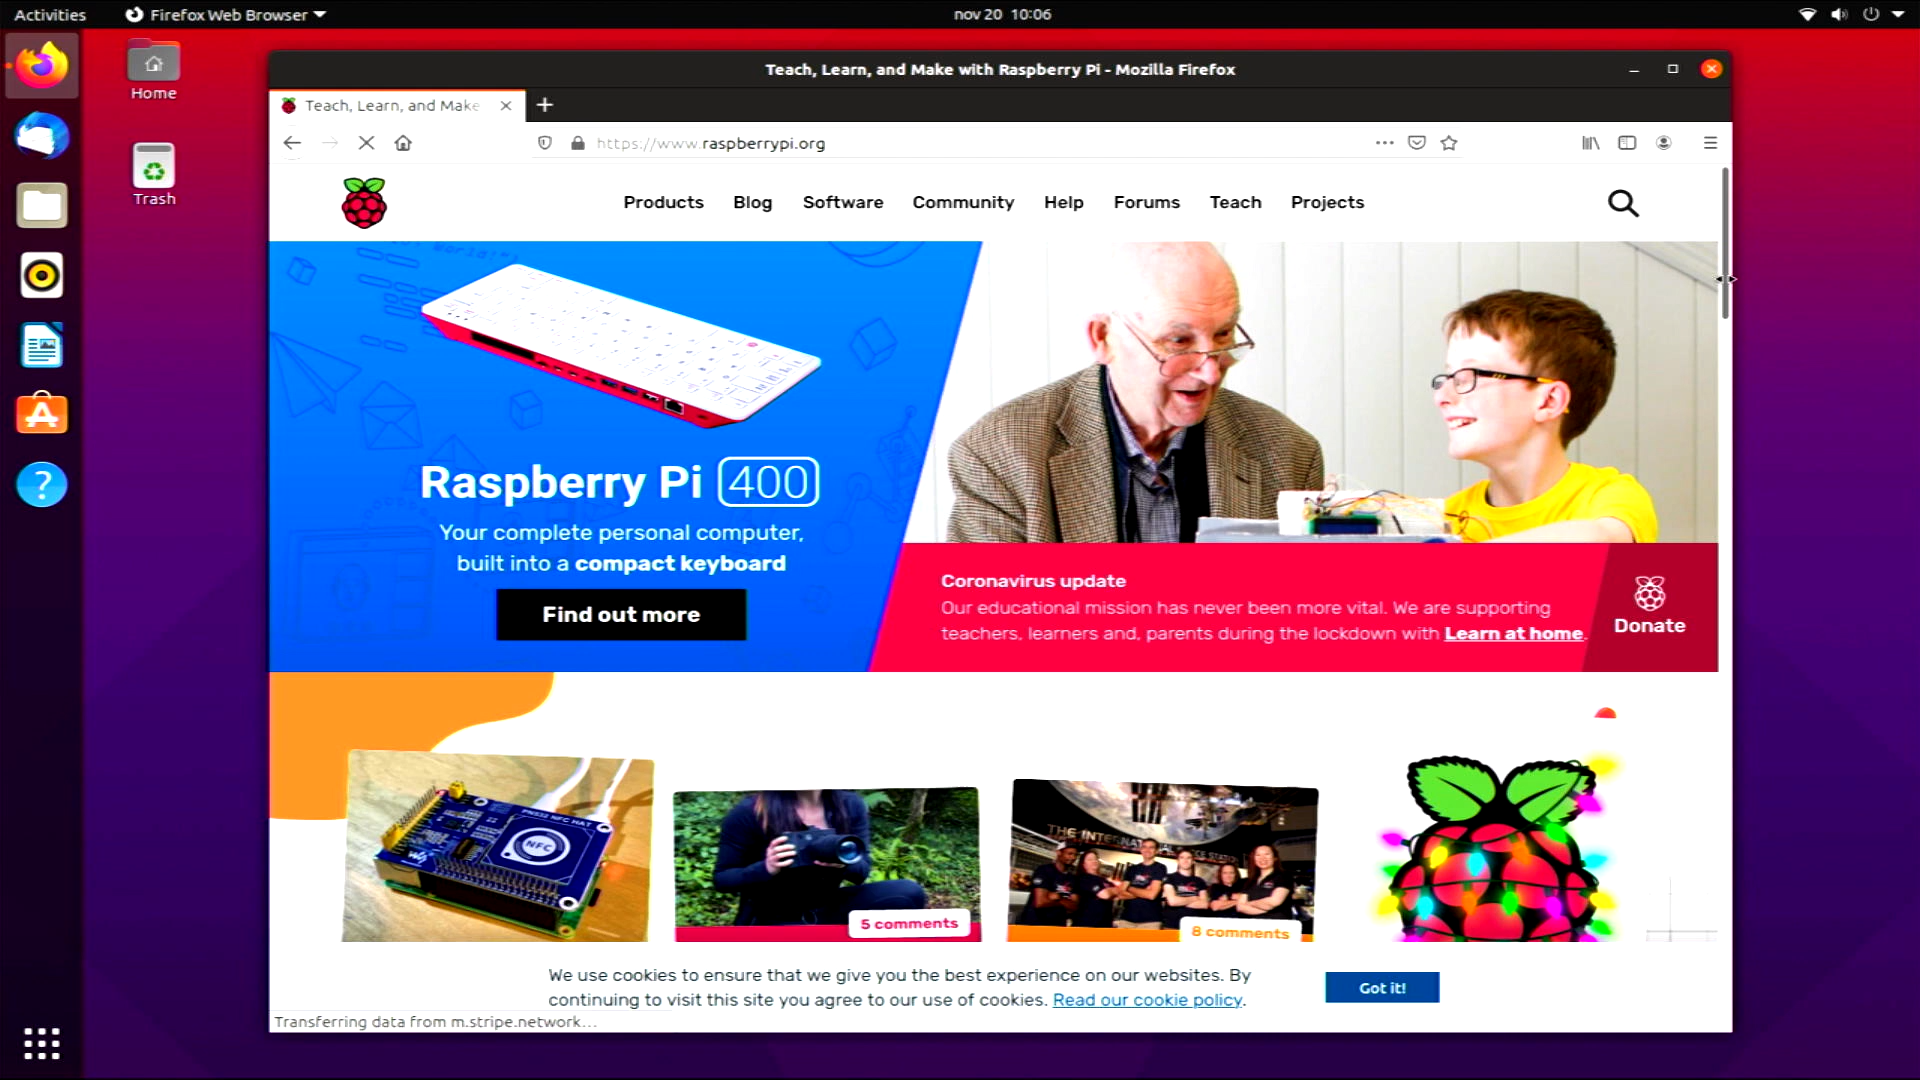 Activities
Firefox Web Browser
nov 20 10:06
Home
Trash
Teach, Learn, and Make with Raspberry Pi - Mozilla Firefox
Teach, Learn, and Make
https://www.raspberrypi.org
Products Blog Software Community Help Forums Teach Projects
Raspberry Pi 400
Your complete personal computer,
built into a compact keyboard
Find out more
Coronavirus update
Our educational mission has never been more vital. We are supporting
teachers, learners and, parents during the lockdown with Learn at home.
Donate
PN532 NFC HAT
NFC
5 comments
THE INTERNATIONAL
8 comments
We use cookies to ensure that we give you the best experience on our websites. By
continuing to visit this site you agree to our use of cookies. Read our cookie policy.
Got it!
Transferring data from m.stripe.network...